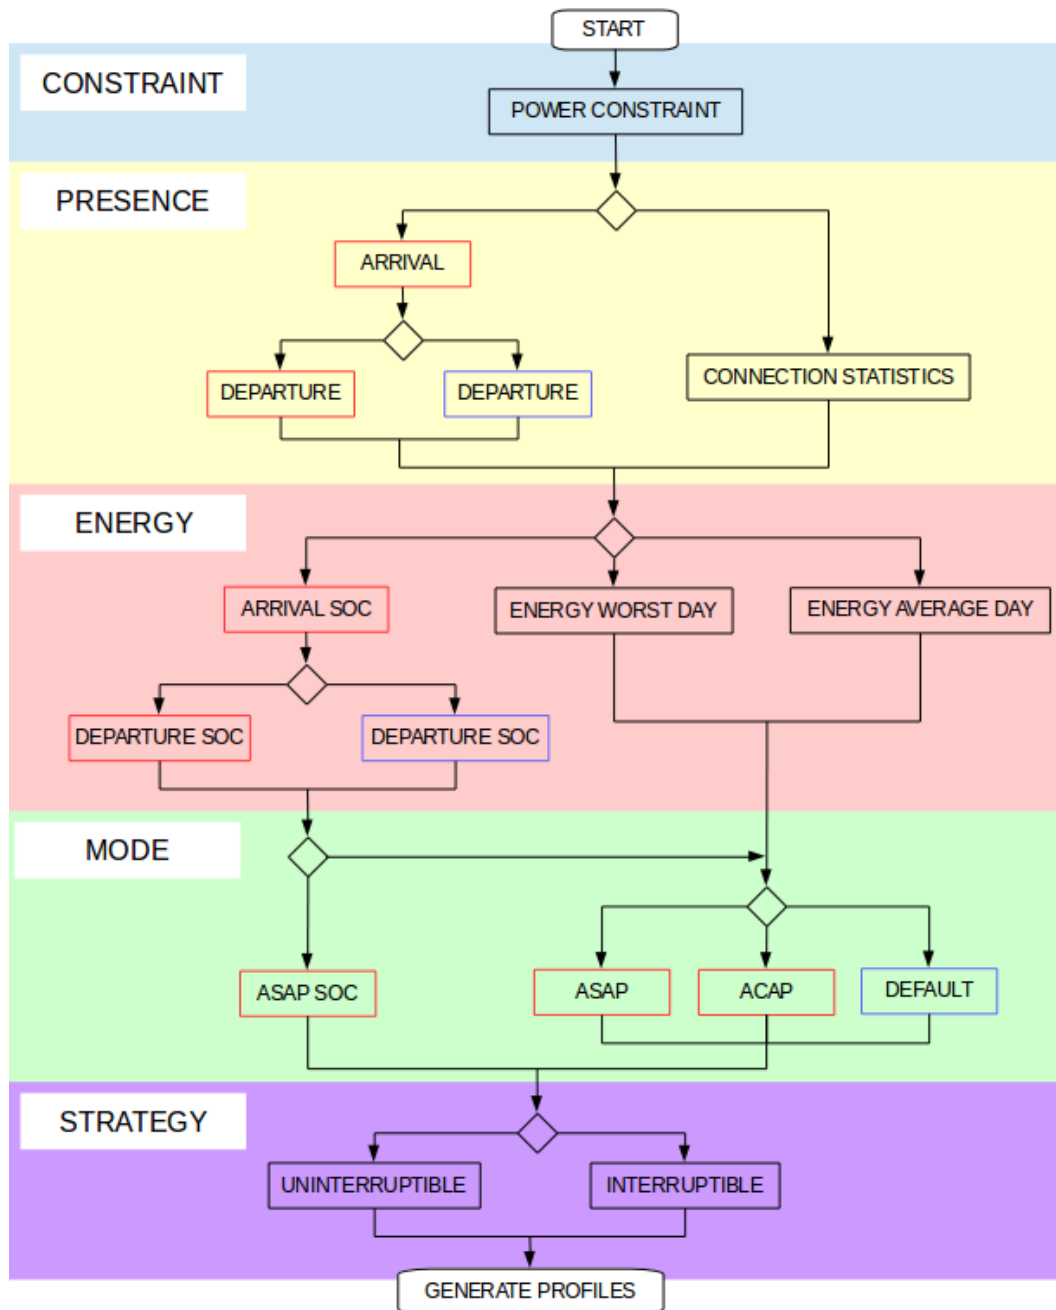 START
CONSTRAINT
POWER CONSTRAINT
PRESENCE
ARRIVAL
DEPARTURE
DEPARTURE
CONNECTION STATISTICS
ENERGY
ARRIVAL SOC
ENERGY WORST DAY
ENERGY AVERAGE DAY
DEPARTURE SOC
DEPARTURE SOC
MODE
ASAP SOC
ASAP
ACAP
DEFAULT
STRATEGY
UNINTERRUPTIBLE
INTERRUPTIBLE
GENERATE PROFILES